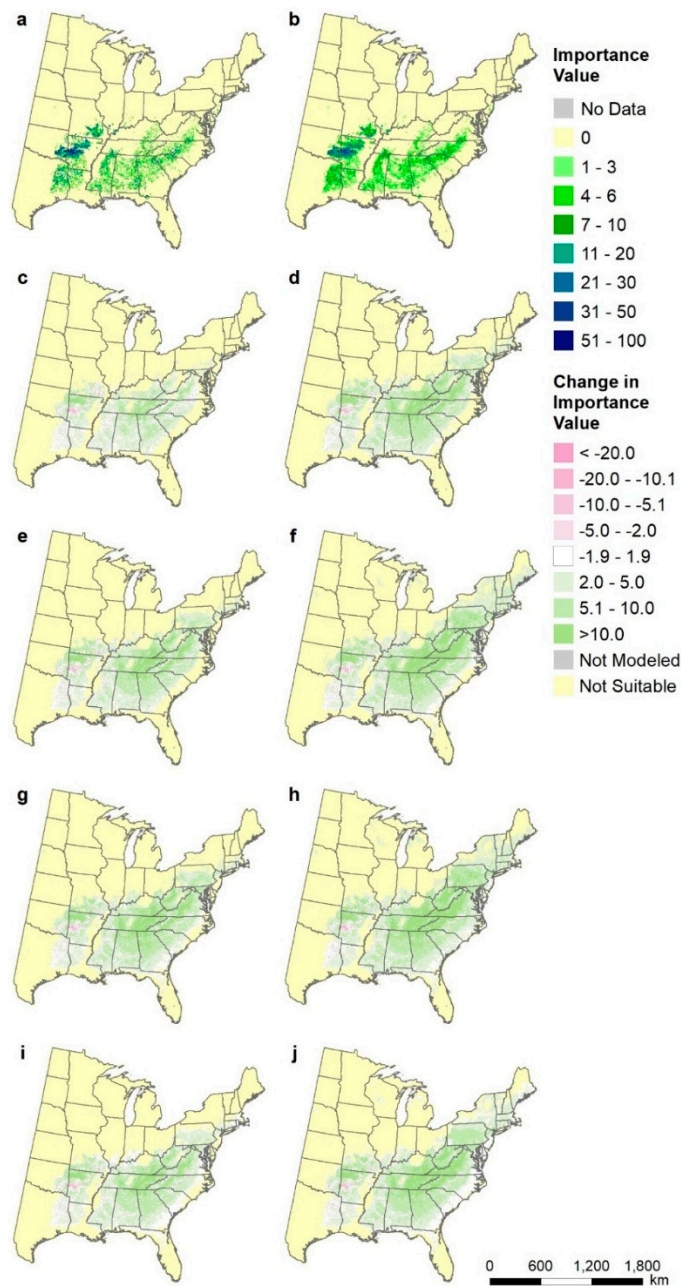 a
b
Importance
Value
No Data
0
1 - 3
4 - 6
7 - 10
11 - 20
21 - 30
31 - 50
51 - 100
c
d
Change in
Importance
Value
< -20.0
-20.0 - -10.1
-10.0 - -5.1
-5.0 - -2.0
-1.9 - 1.9
2.0 - 5.0
5.1 - 10.0
>10.0
Not Modeled
Not Suitable
e
f
g
h
i
j
0 600 1,200 1,800
km